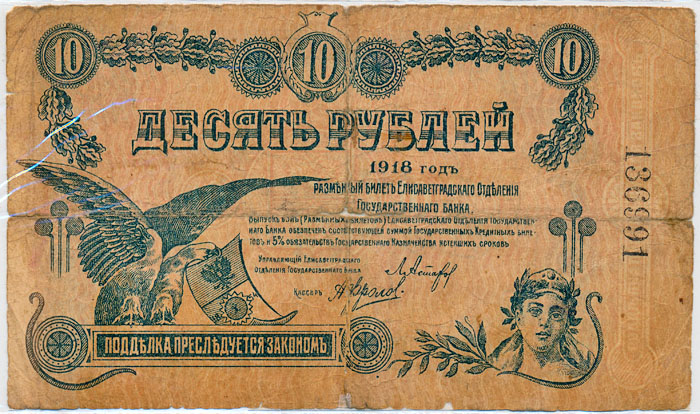 10 10 10
ДЕСЯТЬ РУБЛЕЙ
1918 годъ
РАЗМѢННЫЙ БИЛЕТЪ ЕЛИСАВЕТГРАДСКАГО ОТДѢЛЕНІЯ
ГОСУДАРСТВЕННАГО БАНКА.
ВЫПУСКЪ БОНЪ (РАЗМѢННЫХЪ БИЛЕТОВЪ) ЕЛИСАВЕТГРАДСКАГО ОТДѢЛЕНІЯ ГОСУДАРСТВЕН-
НАГО БАНКА ОБЕЗПЕЧЕНЪ СООТВѢТСТВУЮЩЕЙ СУММОЙ ГОСУДАРСТВЕННЫХЪ КРЕДИТНЫХЪ БИЛЕ-
ТОВЪ И 5% ОБЯЗАТЕЛЬСТВЪ ГОСУДАРСТВЕННАГО КАЗНАЧЕЙСТВА ИСТЕКШИХЪ СРОКОВЪ
УПРАВЛЯЮЩІЙ ЕЛИСАВЕТГРАДСКАГО
ОТДѢЛЕНІЯ ГОСУДАРСТВЕННАГО БАНКА
КАССИРЪ
ПОДДѢЛКА ПРЕСЛѢДУЕТСЯ ЗАКОНОМЪ
136991